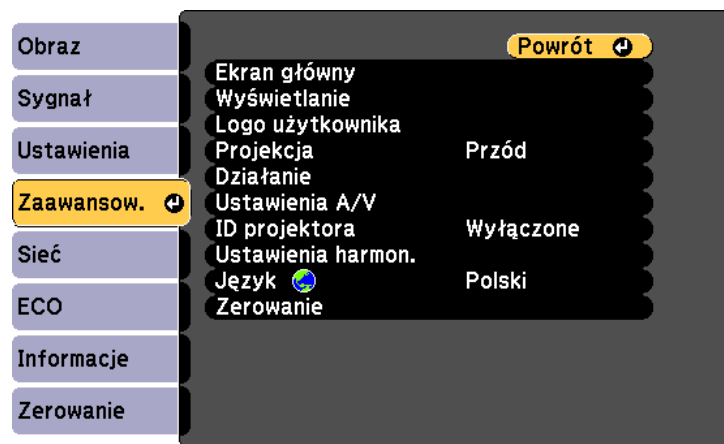 Obraz
Sygnał
Ustawienia
Zaawansow.
Sieć
ECO
Informacje
Zerowanie
Powrót
Ekran główny
Wyświetlanie
Logo użytkownika
Projekcja Przód
Działanie
Ustawienia A/V
ID projektora Wyłączone
Ustawienia harmon.
Język Polski
Zerowanie